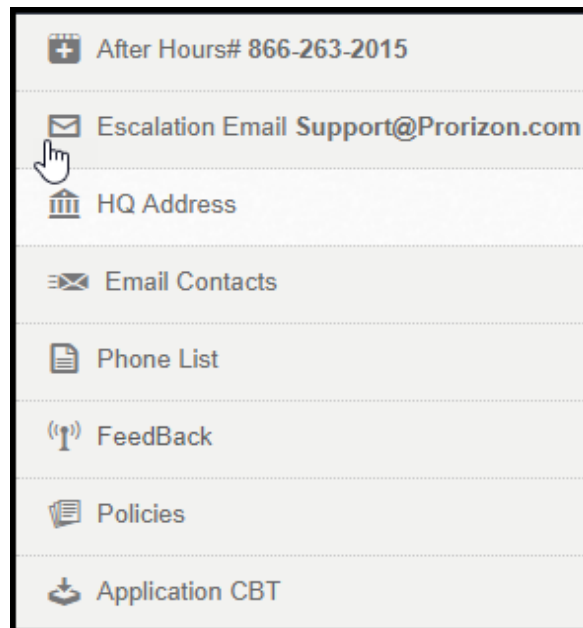 After Hours# 866-263-2015
Escalation Email Support@Prorizon.com
HQ Address
Email Contacts
Phone List
FeedBack
Policies
Application CBT